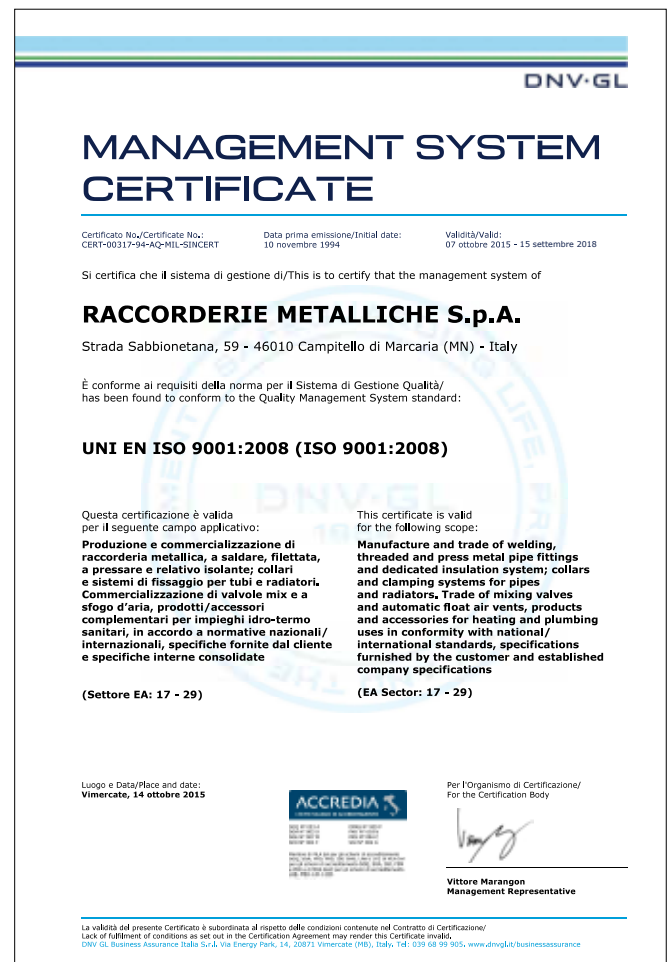 DNV·GL
MANAGEMENT SYSTEM
CERTIFICATE
Certificato No./Certificate No.:
CERT-00317-94-AQ-MIL-SINCERT
Data prima emissione/Initial date:
10 novembre 1994
Validità/Valid:
07 ottobre 2015 - 15 settembre 2018
Si certifica che il sistema di gestione di/This is to certify that the management system of
RACCORDERIE METALLICHE S.p.A.
Strada Sabbionetana, 59 - 46010 Campitello di Marcaria (MN) - Italy
È conforme ai requisiti della norma per il Sistema di Gestione Qualità/
has been found to conform to the Quality Management System standard:
UNI EN ISO 9001:2008 (ISO 9001:2008)
Questa certificazione è valida
per il seguente campo applicativo:
Produzione e commercializzazione di
raccorderia metallica, a saldare, filettata,
a pressare e relativo isolante; collari
e sistemi di fissaggio per tubi e radiatori.
Commercializzazione di valvole mix e a
sfogo d'aria, prodotti/accessori
complementari per impieghi idro-termo
sanitari, in accordo a normative nazionali/
internazionali, specifiche fornite dal cliente
e specifiche interne consolidate
(Settore EA: 17 - 29)
This certificate is valid
for the following scope:
Manufacture and trade of welding,
threaded and press metal pipe fittings
and dedicated insulation system; collars
and clamping systems for pipes
and radiators. Trade of mixing valves
and automatic float air vents, products
and accessories for heating and plumbing
uses in conformity with national/
international standards, specifications
furnished by the customer and established
company specifications
(EA Sector: 17 - 29)
DNV·GL
Luogo e Data/Place and date:
Vimercate, 14 ottobre 2015
ACCREDIA
Per l'Organismo di Certificazione/
For the Certification Body
Vittore Marangon
Management Representative
La validità del presente Certificato è subordinata al rispetto delle condizioni contenute nel Contratto di Certificazione/
Lack of fulfilment of conditions as set out in the Certification Agreement may render this Certificate invalid.
DNV GL Business Assurance Italia S.r.l. Via Energy Park, 14, 20871 Vimercate (MB), Italy. Tel: 039 68 99 905. www.dnvgl.it/businessassurance